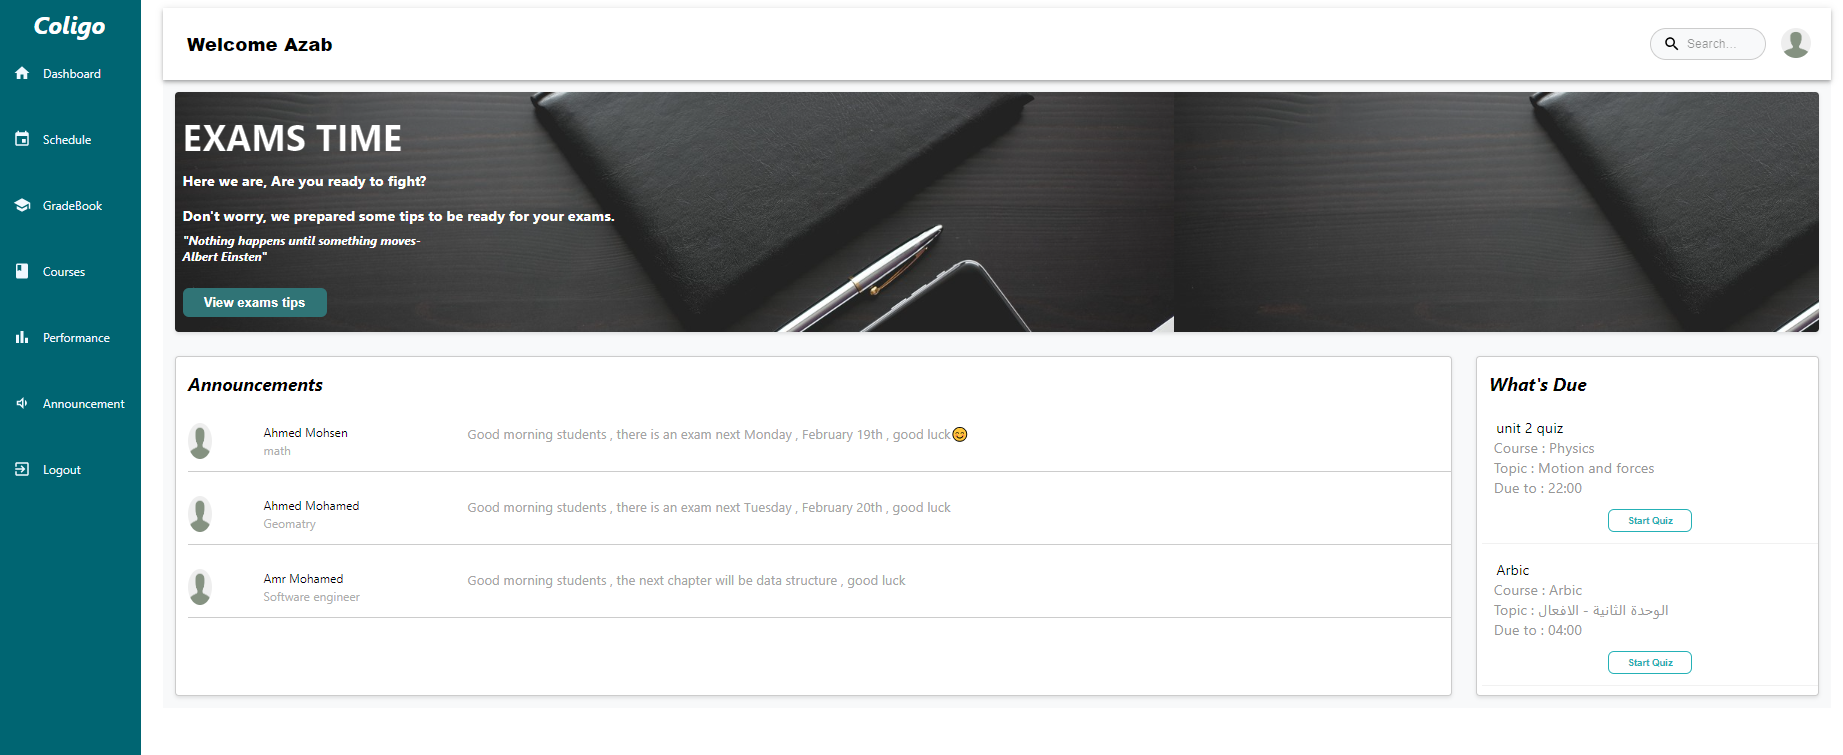 Coligo
Dashboard
Schedule
GradeBook
Courses
Performance
Announcement
Logout
Welcome Azab
Search...
EXAMS TIME
Here we are, Are you ready to fight?
Don't worry, we prepared some tips to be ready for your exams.
"Nothing happens until something moves-
Albert Einsten"
View exams tips
Announcements
Ahmed Mohsen
math
Good morning students , there is an exam next Monday , February 19th , good luck😊
Ahmed Mohamed
Geomatry
Good morning students , there is an exam next Tuesday , February 20th , good luck
Amr Mohamed
Software engineer
Good morning students , the next chapter will be data structure , good luck
What's Due
unit 2 quiz
Course : Physics
Topic : Motion and forces
Due to : 22:00
Start Quiz
Arbic
Course : Arbic
Topic : الوحدة الثانية - الافعال
Due to : 04:00
Start Quiz